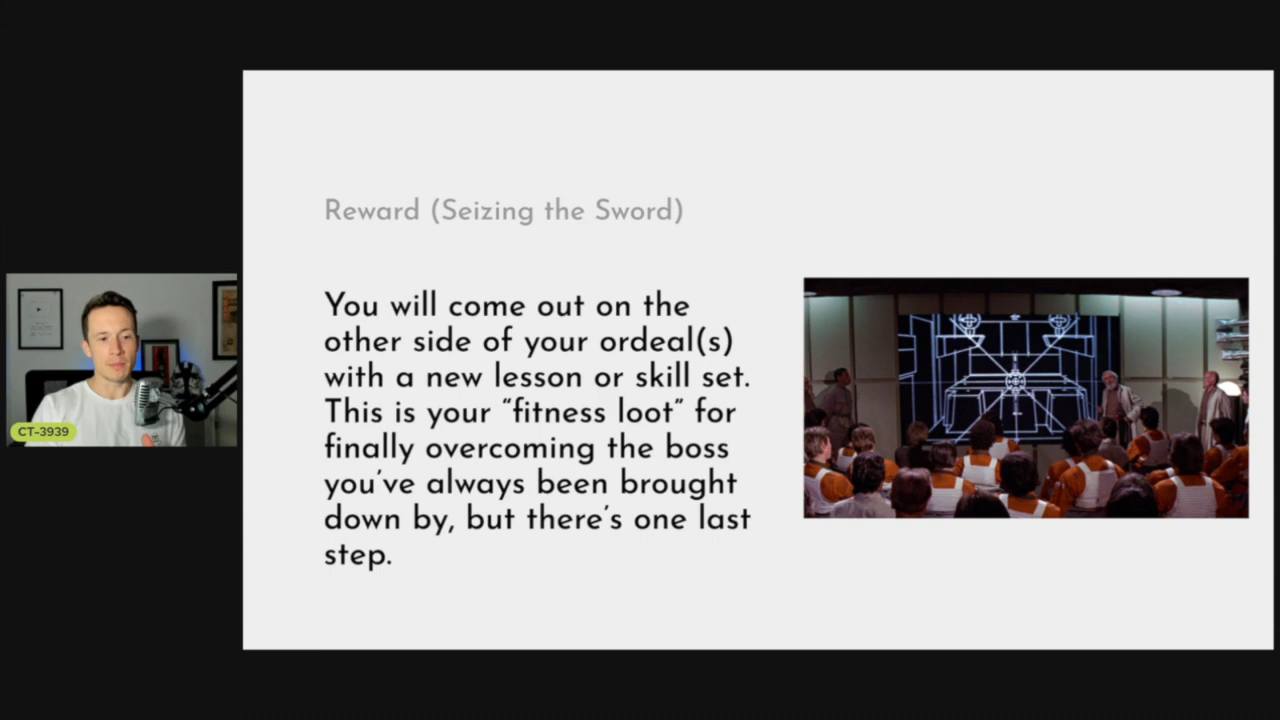 Reward (Seizing the Sword)
You will come out on the
other side of your ordeal(s)
with a new lesson or skill set.
This is your “fitness loot” for
finally overcoming the boss
you’ve always been brought
down by, but there’s one last
step.
CT-3939